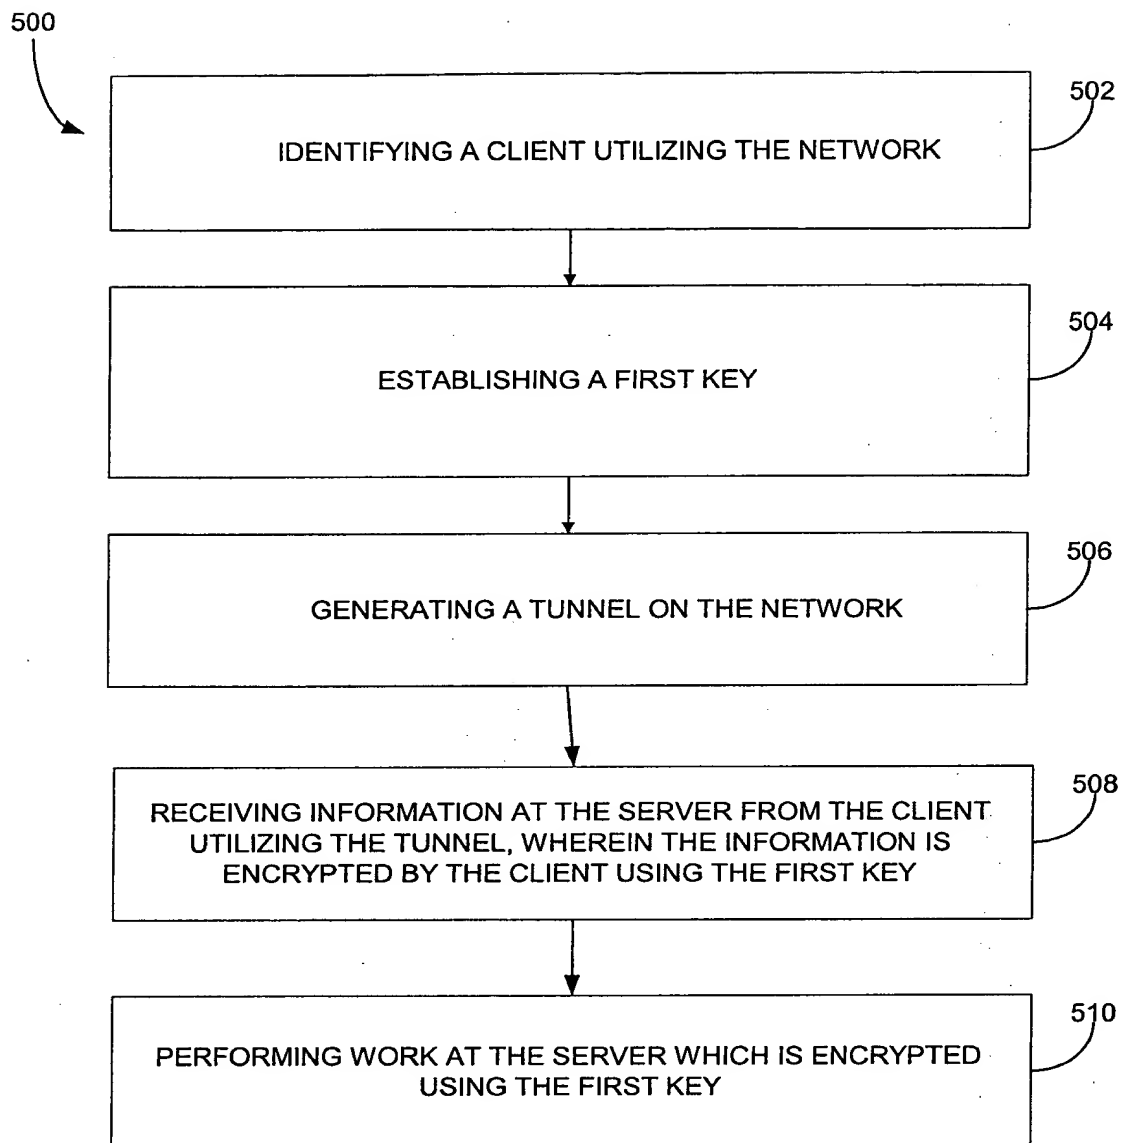 500
502
IDENTIFYING A CLIENT UTILIZING THE NETWORK
504
ESTABLISHING A FIRST KEY
506
GENERATING A TUNNEL ON THE NETWORK
508
RECEIVING INFORMATION AT THE SERVER FROM THE CLIENT
UTILIZING THE TUNNEL, WHEREIN THE INFORMATION IS
ENCRYPTED BY THE CLIENT USING THE FIRST KEY
510
PERFORMING WORK AT THE SERVER WHICH IS ENCRYPTED
USING THE FIRST KEY